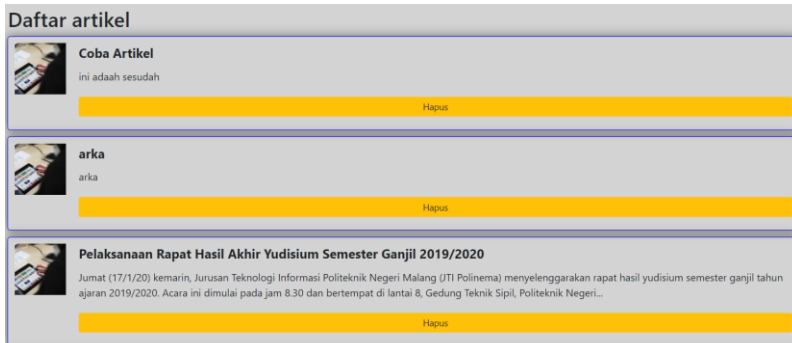 Daftar artikel
Coba Artikel
ini adaah sesudah
Hapus
arka
arka
Hapus
Pelaksanaan Rapat Hasil Akhir Yudisium Semester Ganjil 2019/2020
Jumat (17/1/20) kemarin, Jurusan Teknologi Informasi Politeknik Negeri Malang (JTI Polinema) menyelenggarakan rapat hasil yudisium semester ganjil tahun
ajaran 2019/2020. Acara ini dimulai pada jam 8.30 dan bertempat di lantai 8, Gedung Teknik Sipil, Politeknik Negeri...
Hapus